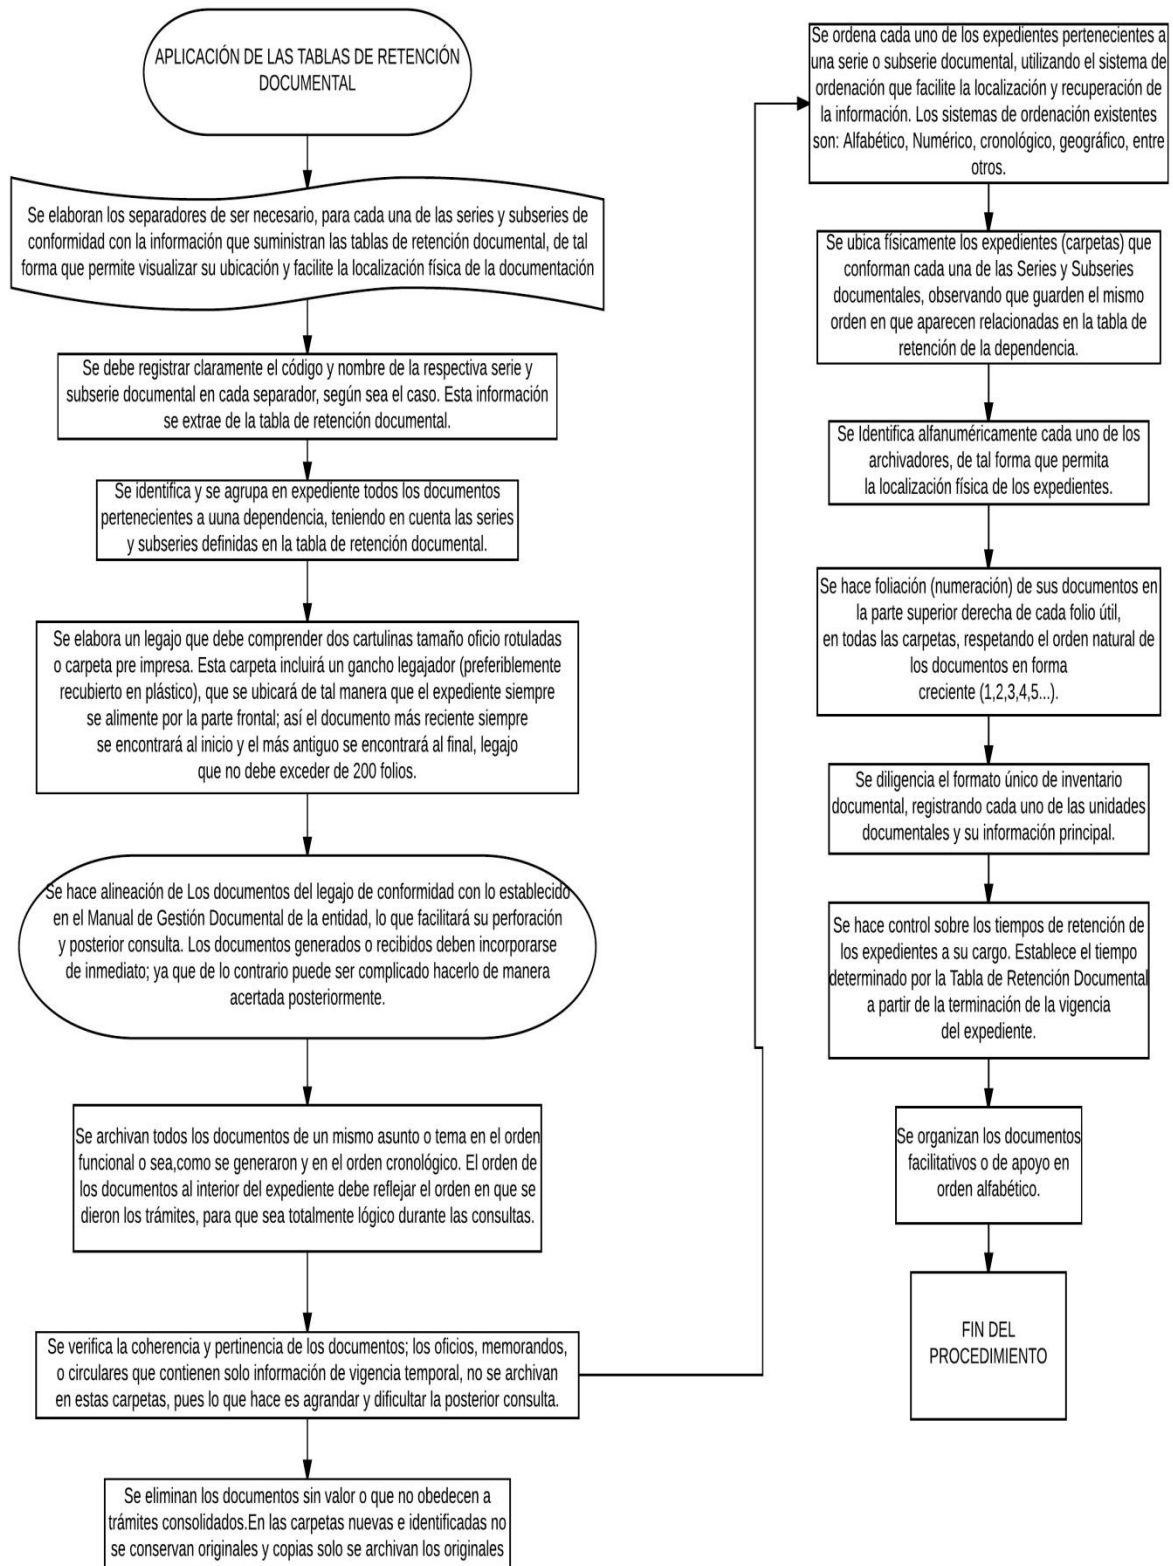 APLICACIÓN DE LAS TABLAS DE RETENCIÓN
DOCUMENTAL
Se elaboran los separadores de ser necesario, para cada una de las series y subseries de
conformidad con la información que suministran las tablas de retención documental, de tal
forma que permite visualizar su ubicación y facilite la localización física de la documentación
Se debe registrar claramente el código y nombre de la respectiva serie y
subserie documental en cada separador, según sea el caso. Esta información
se extrae de la tabla de retención documental.
Se identifica y se agrupa en expediente todos los documentos
pertenecientes a uuna dependencia, teniendo en cuenta las series
y subseries definidas en la tabla de retención documental.
Se elabora un legajo que debe comprender dos cartulinas tamaño oficio rotuladas
o carpeta pre impresa. Esta carpeta incluirá un gancho legajador (preferiblemente
recubierto en plástico), que se ubicará de tal manera que el expediente siempre
se alimente por la parte frontal; así el documento más reciente siempre
se encontrará al inicio y el más antiguo se encontrará al final, legajo
que no debe exceder de 200 folios.
Se hace alineación de Los documentos del legajo de conformidad con lo establecido
en el Manual de Gestión Documental de la entidad, lo que facilitará su perforación
y posterior consulta. Los documentos generados o recibidos deben incorporarse
de inmediato; ya que de lo contrario puede ser complicado hacerlo de manera
acertada posteriormente.
Se archivan todos los documentos de un mismo asunto o tema en el orden
funcional o sea,como se generaron y en el orden cronológico. El orden de
los documentos al interior del expediente debe reflejar el orden en que se
dieron los trámites, para que sea totalmente lógico durante las consultas.
Se verifica la coherencia y pertinencia de los documentos; los oficios, memorandos,
o circulares que contienen solo información de vigencia temporal, no se archivan
en estas carpetas, pues lo que hace es agrandar y dificultar la posterior consulta.
Se eliminan los documentos sin valor o que no obedecen a
trámites consolidados.En las carpetas nuevas e identificadas no
se conservan originales y copias solo se archivan los originales
Se ordena cada uno de los expedientes pertenecientes a
una serie o subserie documental, utilizando el sistema de
ordenación que facilite la localización y recuperación de
la información. Los sistemas de ordenación existentes
son: Alfabético, Numérico, cronológico, geográfico, entre
otros.
Se ubica físicamente los expedientes (carpetas) que
conforman cada una de las Series y Subseries
documentales, observando que guarden el mismo
orden en que aparecen relacionadas en la tabla de
retención de la dependencia.
Se Identifica alfanuméricamente cada uno de los
archivadores, de tal forma que permita
la localización física de los expedientes.
Se hace foliación (numeración) de sus documentos en
la parte superior derecha de cada folio útil,
en todas las carpetas, respetando el orden natural de
los documentos en forma
creciente (1,2,3,4,5...).
Se diligencia el formato único de inventario
documental, registrando cada uno de las unidades
documentales y su información principal.
Se hace control sobre los tiempos de retención de
los expedientes a su cargo. Establece el tiempo
determinado por la Tabla de Retención Documental
a partir de la terminación de la vigencia
del expediente.
Se organizan los documentos
facilitativos o de apoyo en
orden alfabético.
FIN DEL
PROCEDIMIENTO